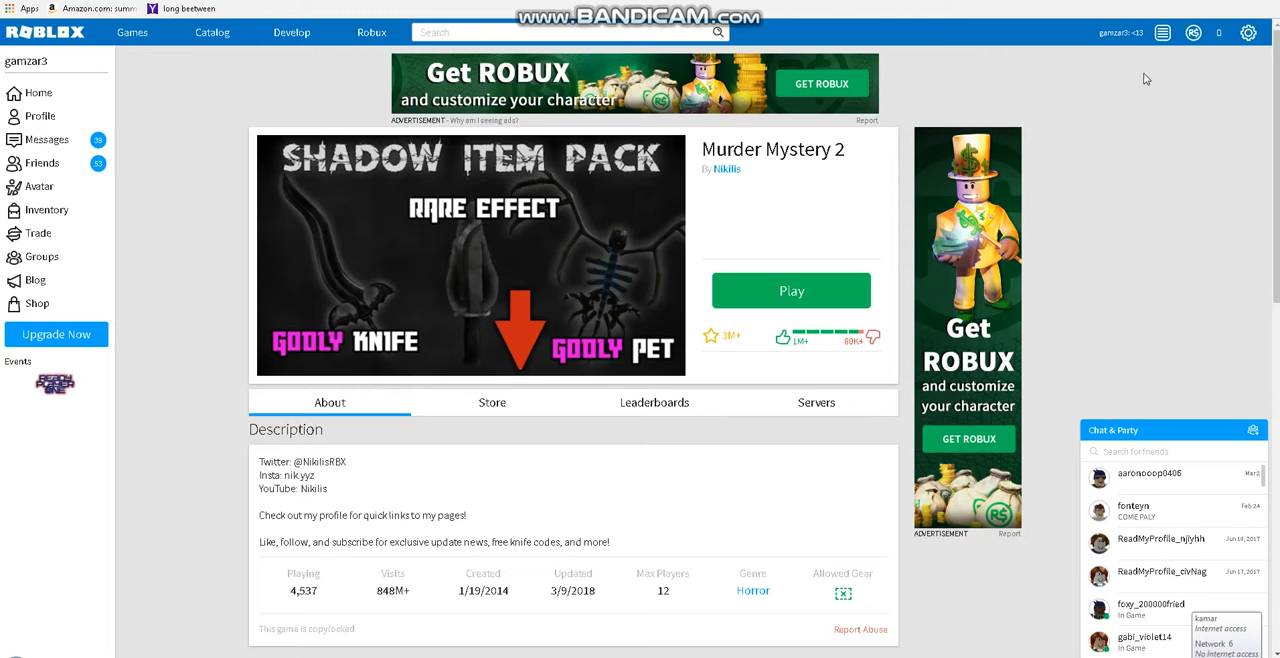 Apps
Amazon.com: summ
long beetween
www.BANDICAM.com
ROBLOX
Games
Catalog
Develop
Robux
Search
gamzar3: <13
R$
0
gamzar3
Home
Profile
Messages
39
Friends
53
Avatar
Inventory
Trade
Groups
Blog
Shop
Upgrade Now
Events
READY PLAYER ONE
Get ROBUX
and customize your character
GET ROBUX
ADVERTISEMENT - Why am I seeing ads?
Report
SHADOW ITEM PACK
RARE EFFECT
GODLY KNIFE
GODLY PET
Murder Mystery 2
By Nikilis
Play
3M+
1M+
80K+
About
Store
Leaderboards
Servers
Description
Twitter: @NikilisRBX
Insta: nik.yyz
YouTube: Nikilis
Check out my profile for quick links to my pages!
Like, follow, and subscribe for exclusive update news, free knife codes, and more!
Playing
Visits
Created
Updated
Max Players
Genre
Allowed Gear
4,537
848M+
1/19/2014
3/9/2018
12
Horror
This game is copylocked
Report Abuse
Get
ROBUX
and customize
your character
GET ROBUX
R$
ADVERTISEMENT
Report
Chat & Party
Search for friends
aaronooop0406
Mar 2
fonteyn
Feb 24
COME PALY
ReadMyProfile_njiyhh
Jun 18, 2017
ReadMyProfile_civNag
Jun 17, 2017
foxy_200000fried
In Game
gabi_violet14
In Game
kamar
Internet access
Network 6
No Internet access